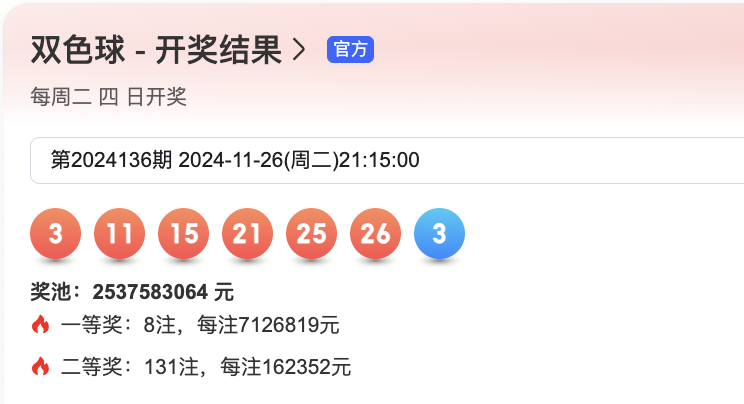 双色球 - 开奖结果 > 官方
每周二 四 日开奖
第2024136期 2024-11-26(周二)21:15:00
3 11 15 21 25 26 3
奖池：2537583064 元
一等奖：8注，每注7126819元
二等奖：131注，每注162352元